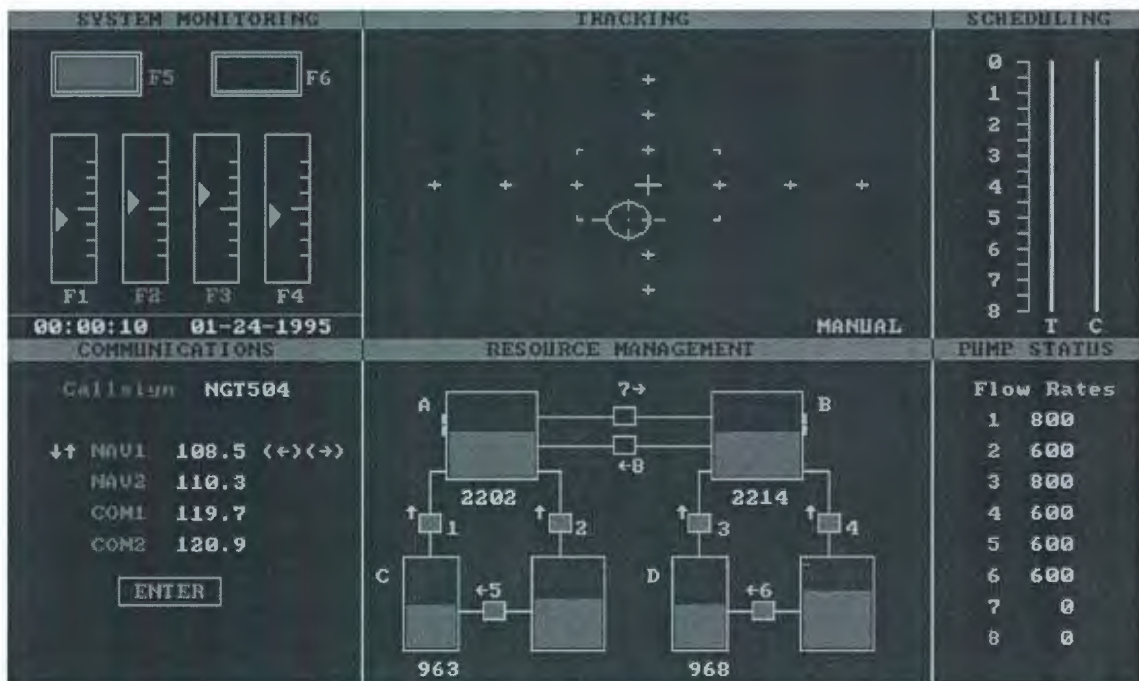 SYSTEM MONITORING
F5 F6
F1 F2 F3 F4
00:00:10 01-24-1995
TRACKING
MANUAL
SCHEDULING
0
1
2
3
4
5
6
7
8
T C
COMMUNICATIONS
Callsign NGT504
↓↑ NAV1 108.5 (←)(→)
NAV2 110.3
COM1 119.7
COM2 120.9
ENTER
RESOURCE MANAGEMENT
7→
A B
←8
2202 2214
↑ 1 ↑ 2 ↑ 3 ↑ 4
C ←5 D ←6
963 968
PUMP STATUS
Flow Rates
1 800
2 600
3 800
4 600
5 600
6 600
7 0
8 0